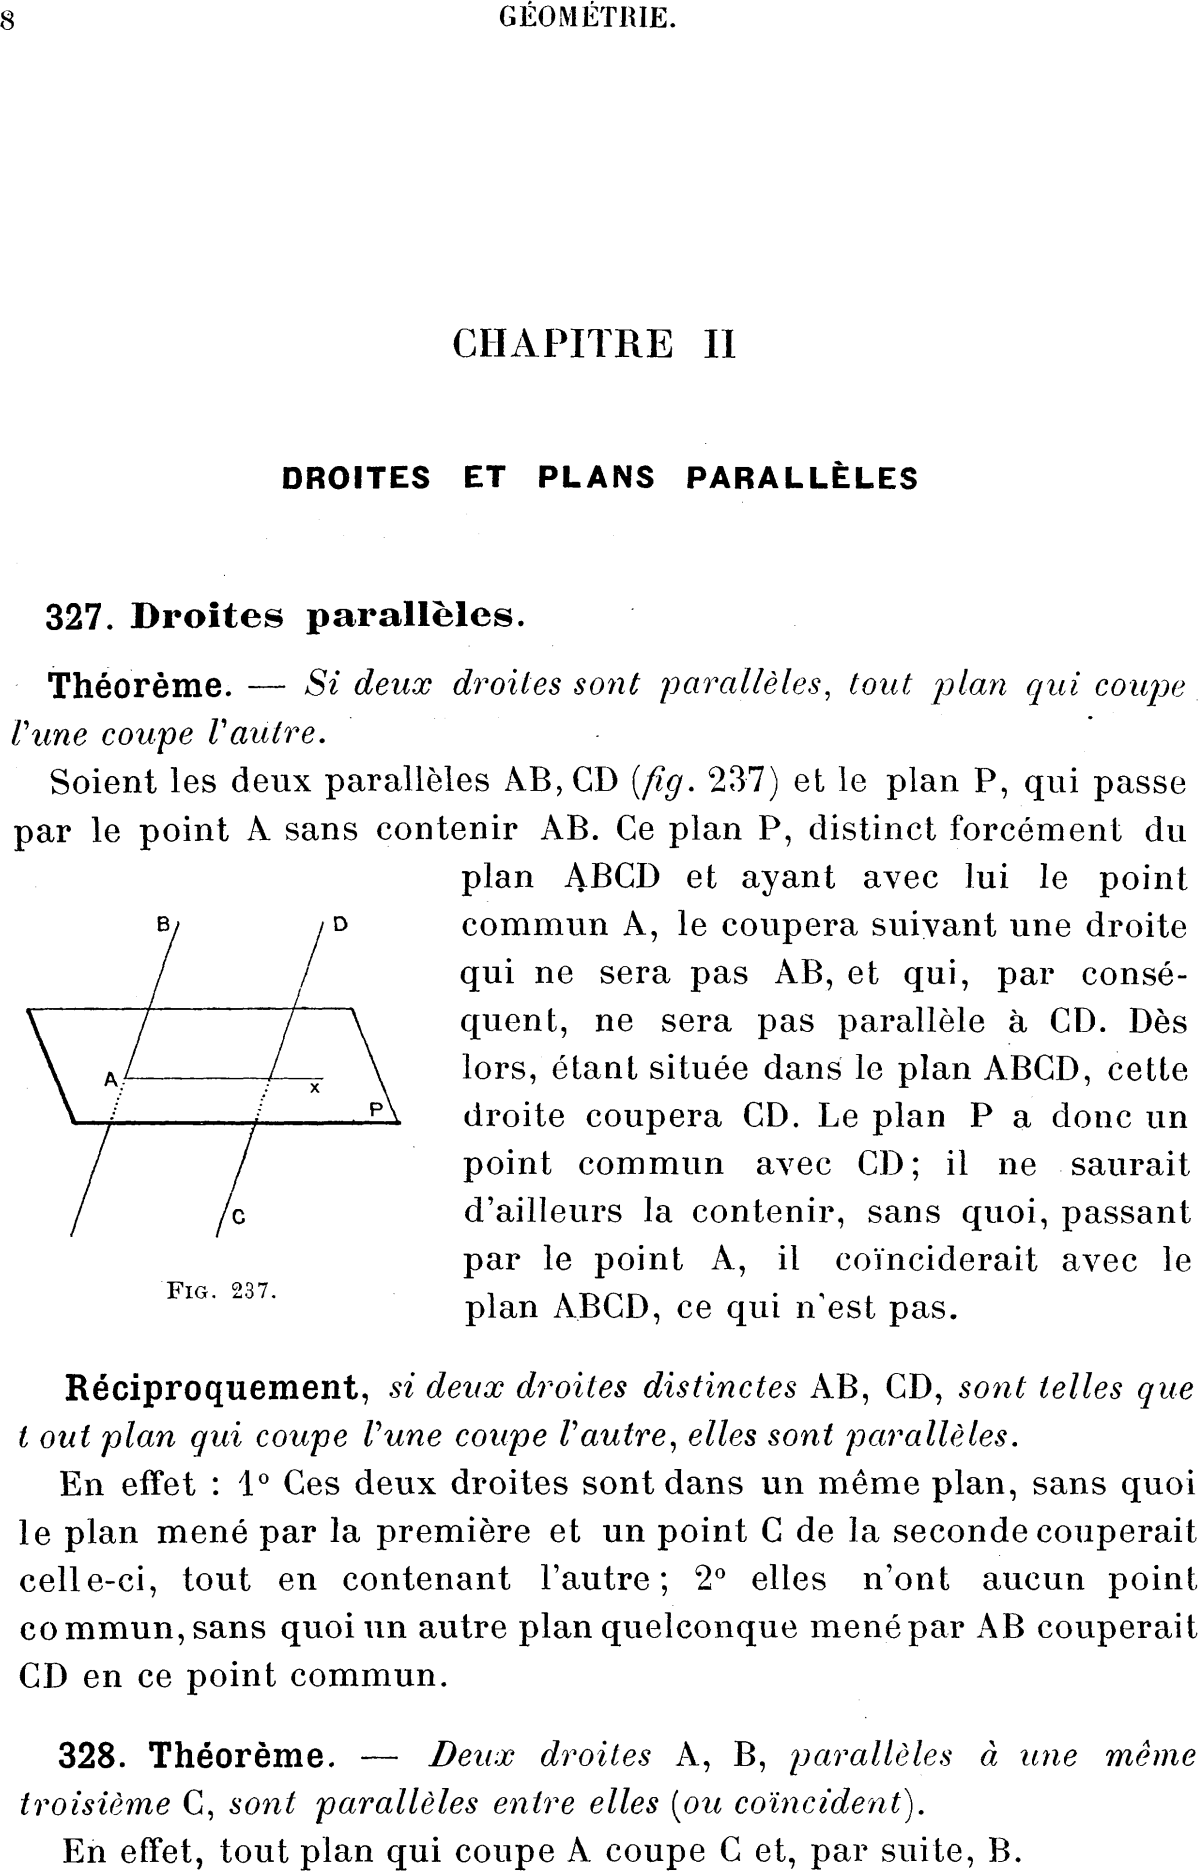 8
GÉOMÉTRIE.
CHAPITRE II
DROITES ET PLANS PARALLÈLES
327. Droites parallèles.
Théorème. — Si deux droites sont parallèles, tout plan qui coupe
l'une coupe l'autre.
Soient les deux parallèles AB, CD (fig. 237) et le plan P, qui passe
par le point A sans contenir AB. Ce plan P, distinct forcément du
plan ABCD et ayant avec lui le point
commun A, le coupera suivant une droite
qui ne sera pas AB, et qui, par consé-
quent, ne sera pas parallèle à CD. Dès
lors, étant située dans le plan ABCD, cette
droite coupera CD. Le plan P a donc un
point commun avec CD; il ne saurait
d'ailleurs la contenir, sans quoi, passant
par le point A, il coïnciderait avec le
plan ABCD, ce qui n'est pas.
B
D
A
x
P
C
FIG. 237.
Réciproquement, si deux droites distinctes AB, CD, sont telles que
tout plan qui coupe l'une coupe l'autre, elles sont parallèles.
En effet : 1° Ces deux droites sont dans un même plan, sans quoi
le plan mené par la première et un point C de la seconde couperait
celle-ci, tout en contenant l'autre; 2° elles n'ont aucun point
commun, sans quoi un autre plan quelconque mené par AB couperait
CD en ce point commun.
328. Théorème. — Deux droites A, B, parallèles à une même
troisième C, sont parallèles entre elles (ou coïncident).
En effet, tout plan qui coupe A coupe C et, par suite, B.